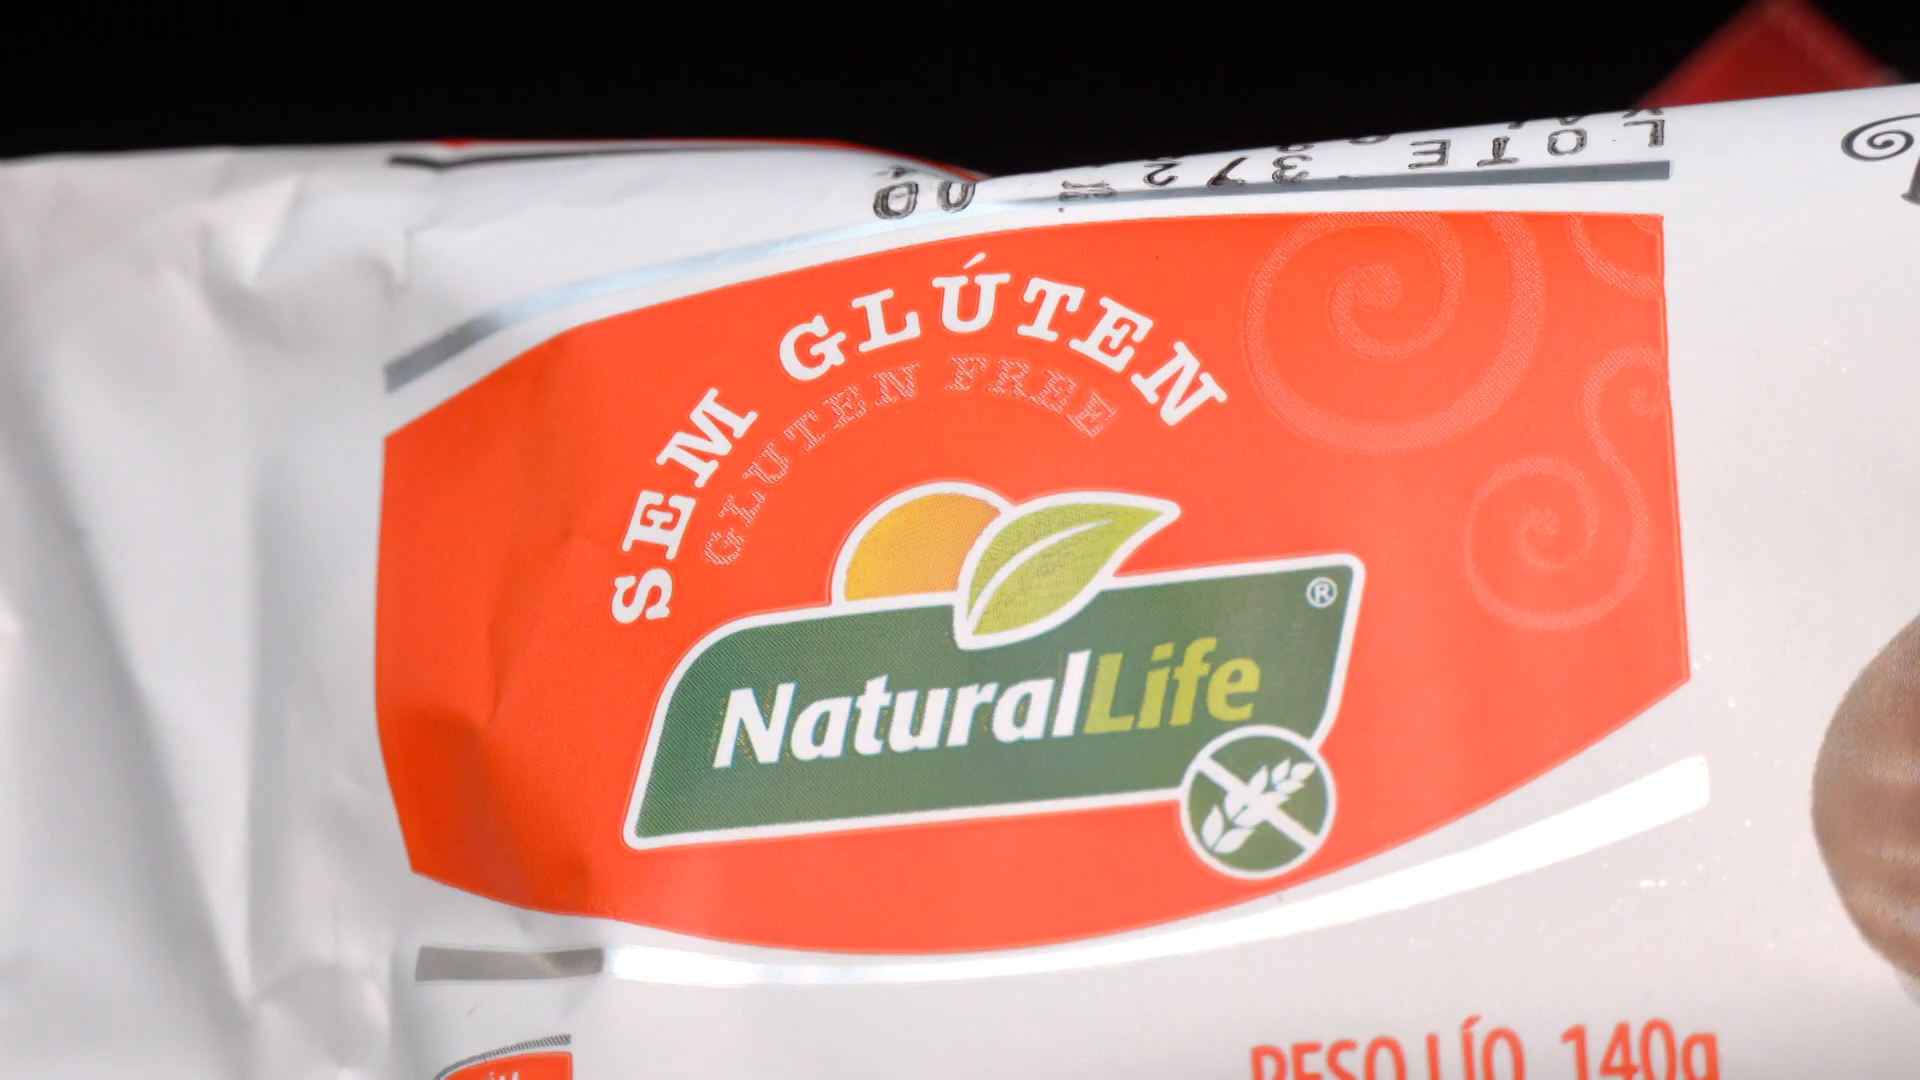 LOTE 372
SEM GLÚTEN
GLUTEN FREE
NaturalLife
®
PESO LÍQ. 140g